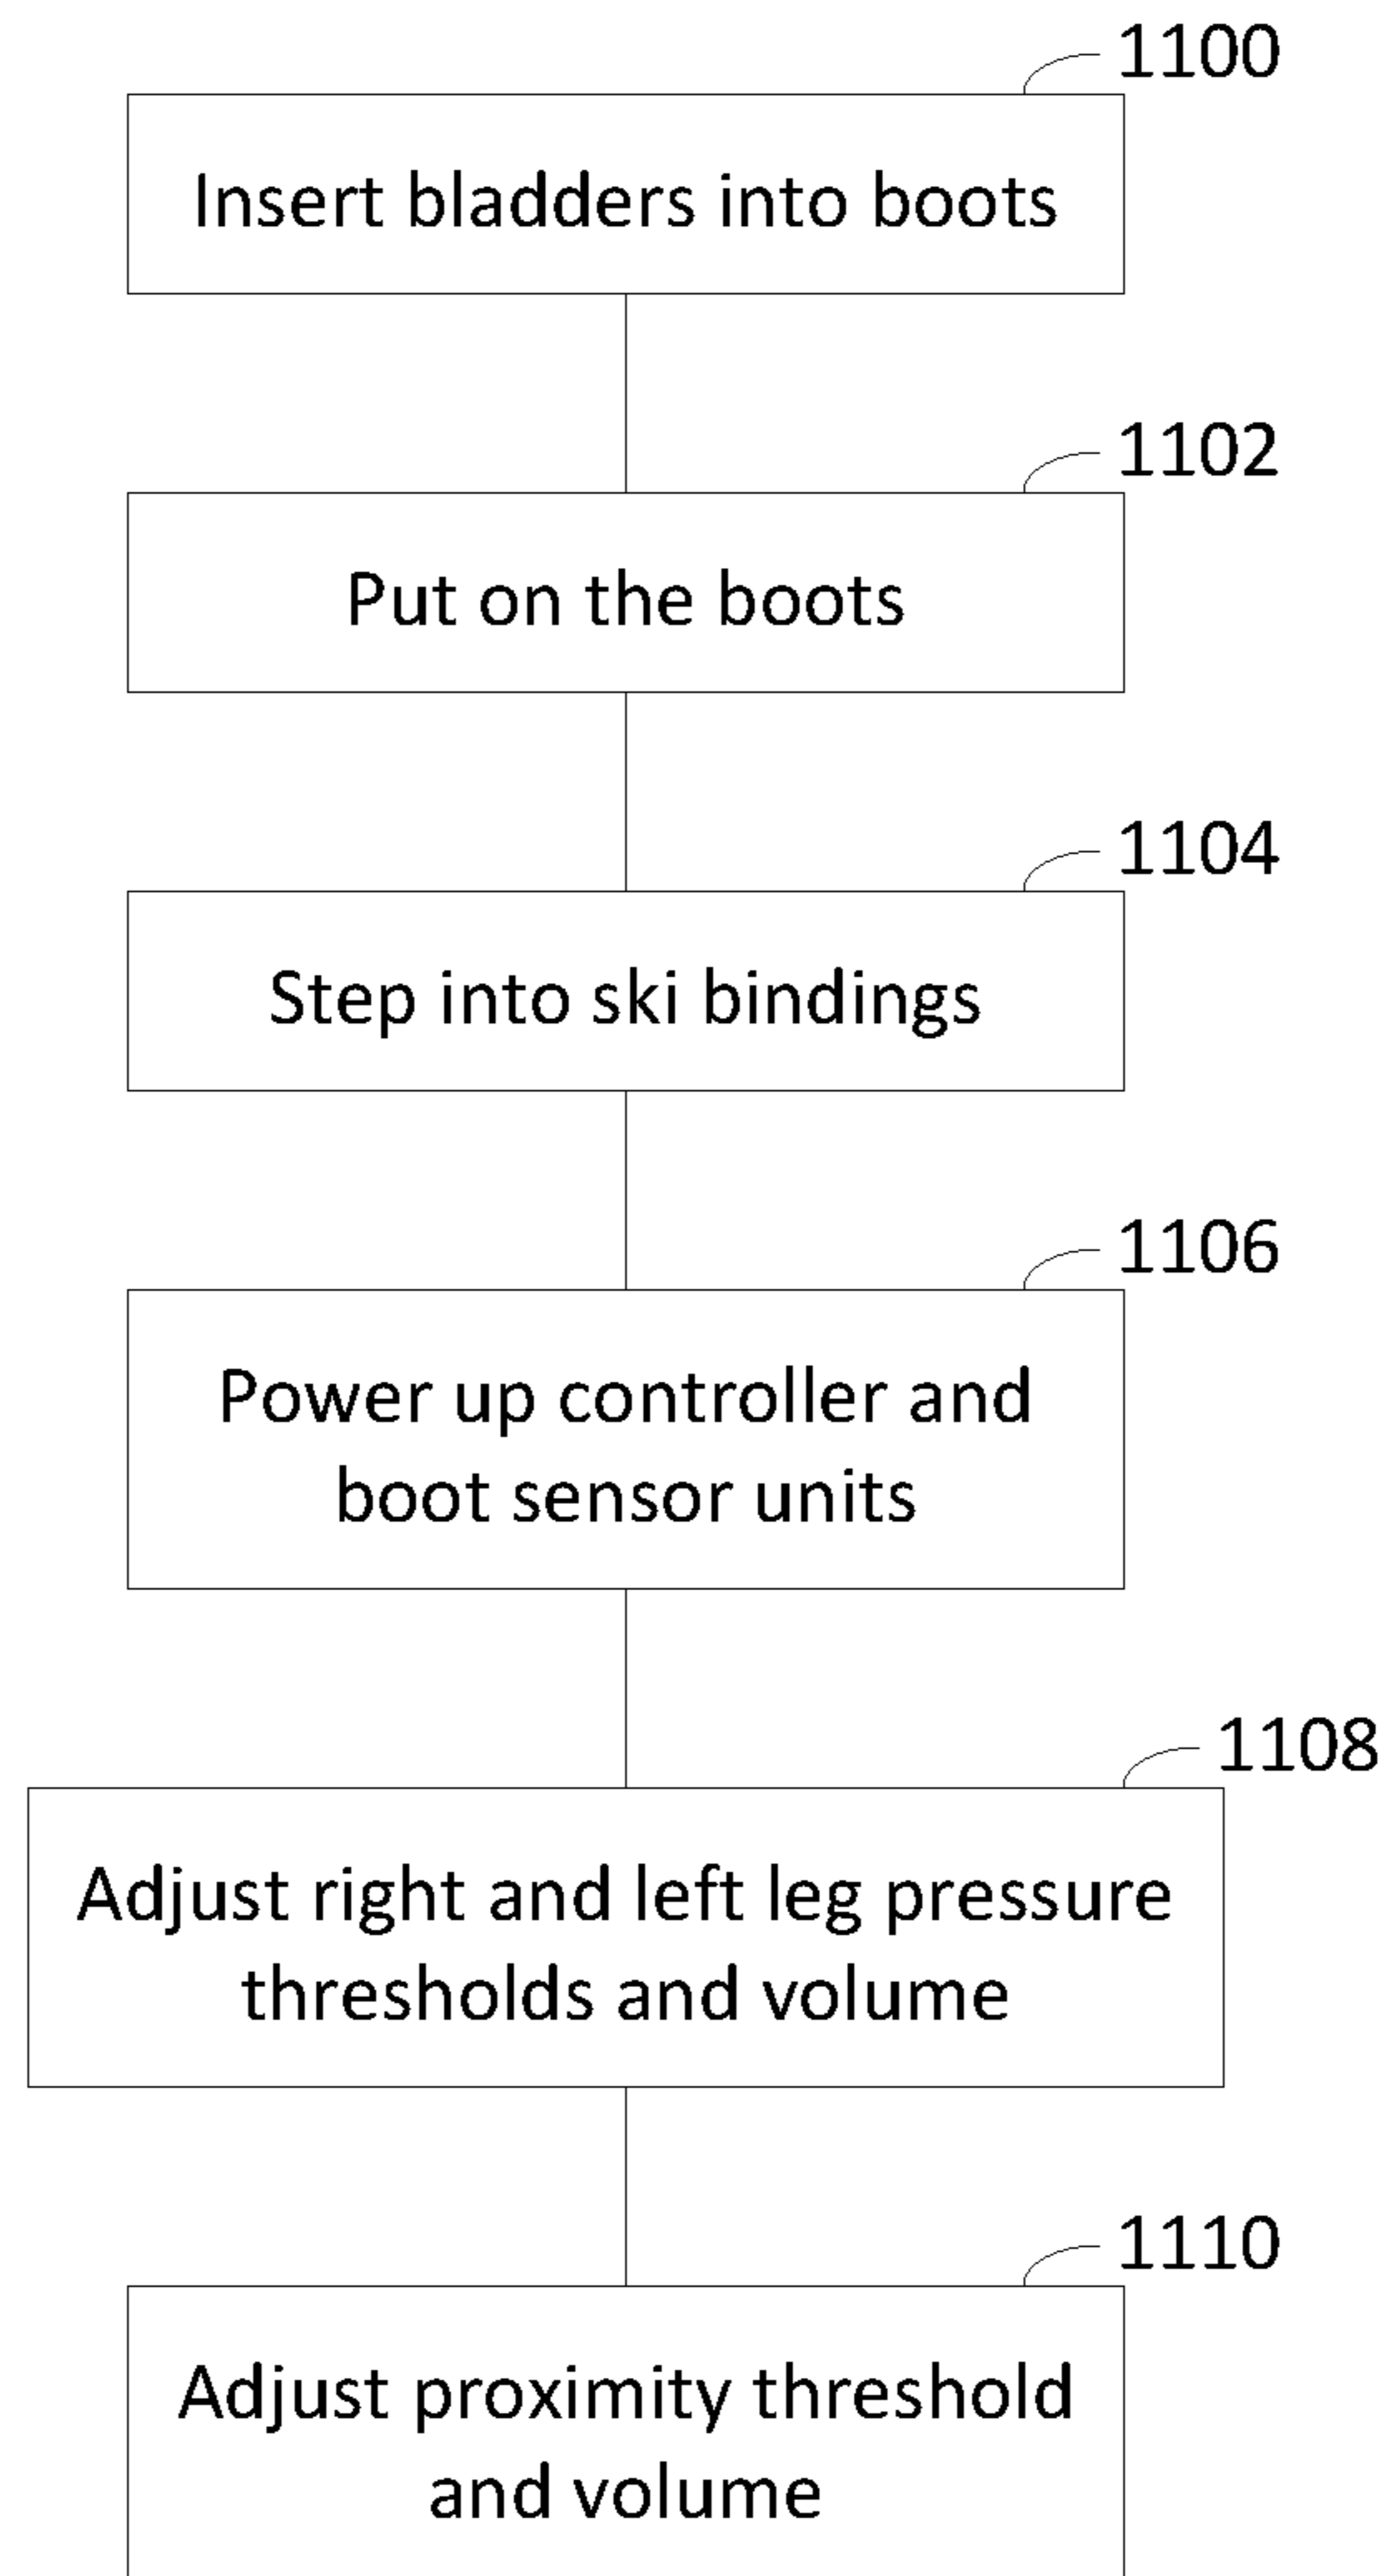 1100
Insert bladders into boots
1102
Put on the boots
1104
Step into ski bindings
1106
Power up controller and
boot sensor units
1108
Adjust right and left leg pressure
thresholds and volume
1110
Adjust proximity threshold
and volume